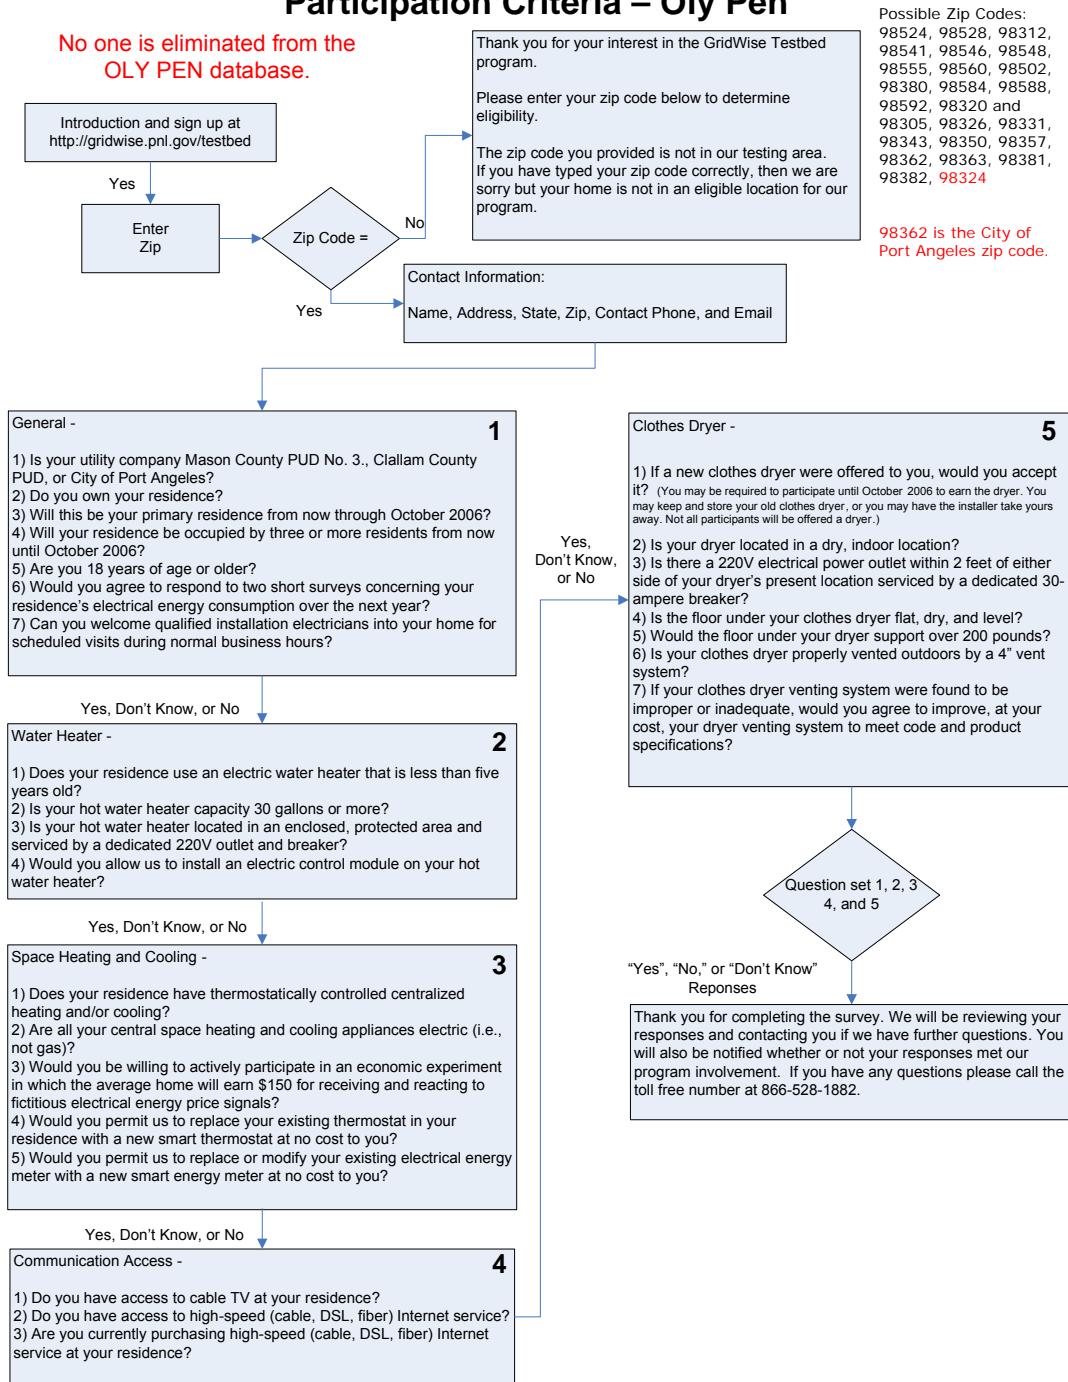 Participation Criteria – Oly Pen
No one is eliminated from the
OLY PEN database.
Introduction and sign up at
http://gridwise.pnl.gov/testbed
Yes
Enter
Zip
Zip Code =
No
Yes
Thank you for your interest in the GridWise Testbed
program.
Please enter your zip code below to determine
eligibility.
The zip code you provided is not in our testing area.
If you have typed your zip code correctly, then we are
sorry but your home is not in an eligible location for our
program.
Possible Zip Codes:
98524, 98528, 98312,
98541, 98546, 98548,
98555, 98560, 98502,
98380, 98584, 98588,
98592, 98320 and
98305, 98326, 98331,
98343, 98350, 98357,
98362, 98363, 98381,
98382, 98324
98362 is the City of
Port Angeles zip code.
Contact Information:
Name, Address, State, Zip, Contact Phone, and Email
General -
1
1) Is your utility company Mason County PUD No. 3., Clallam County
PUD, or City of Port Angeles?
2) Do you own your residence?
3) Will this be your primary residence from now through October 2006?
4) Will your residence be occupied by three or more residents from now
until October 2006?
5) Are you 18 years of age or older?
6) Would you agree to respond to two short surveys concerning your
residence's electrical energy consumption over the next year?
7) Can you welcome qualified installation electricians into your home for
scheduled visits during normal business hours?
Yes, Don't Know, or No
Water Heater -
2
1) Does your residence use an electric water heater that is less than five
years old?
2) Is your hot water heater capacity 30 gallons or more?
3) Is your hot water heater located in an enclosed, protected area and
serviced by a dedicated 220V outlet and breaker?
4) Would you allow us to install an electric control module on your hot
water heater?
Yes, Don't Know, or No
Space Heating and Cooling -
3
1) Does your residence have thermostatically controlled centralized
heating and/or cooling?
2) Are all your central space heating and cooling appliances electric (i.e.,
not gas)?
3) Would you be willing to actively participate in an economic experiment
in which the average home will earn $150 for receiving and reacting to
fictitious electrical energy price signals?
4) Would you permit us to replace your existing thermostat in your
residence with a new smart thermostat at no cost to you?
5) Would you permit us to replace or modify your existing electrical energy
meter with a new smart energy meter at no cost to you?
Yes, Don't Know, or No
Communication Access -
4
1) Do you have access to cable TV at your residence?
2) Do you have access to high-speed (cable, DSL, fiber) Internet service?
3) Are you currently purchasing high-speed (cable, DSL, fiber) Internet
service at your residence?
Yes,
Don't Know,
or No
Clothes Dryer -
5
1) If a new clothes dryer were offered to you, would you accept
it? (You may be required to participate until October 2006 to earn the dryer. You
may keep and store your old clothes dryer, or you may have the installer take yours
away. Not all participants will be offered a dryer.)
2) Is your dryer located in a dry, indoor location?
3) Is there a 220V electrical power outlet within 2 feet of either
side of your dryer's present location serviced by a dedicated 30-
ampere breaker?
4) Is the floor under your clothes dryer flat, dry, and level?
5) Would the floor under your dryer support over 200 pounds?
6) Is your clothes dryer properly vented outdoors by a 4” vent
system?
7) If your clothes dryer venting system were found to be
improper or inadequate, would you agree to improve, at your
cost, your dryer venting system to meet code and product
specifications?
Question set 1, 2, 3
4, and 5
“Yes”, “No,” or “Don't Know”
Reponses
Thank you for completing the survey. We will be reviewing your
responses and contacting you if we have further questions. You
will also be notified whether or not your responses met our
program involvement. If you have any questions please call the
toll free number at 866-528-1882.